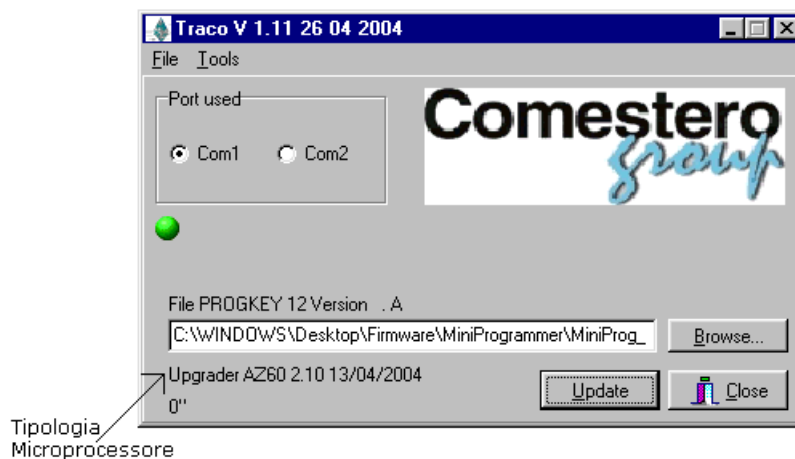 Traco V 1.11 26 04 2004
File Tools
Port used
Com1 Com2
Comestero
group
File PROGKEY 12 Version . A
C:\WINDOWS\Desktop\Firmware\MiniProgrammer\MiniProg_
Browse...
Upgrader AZ60 2.10 13/04/2004
0"
Update
Close
Tipologia
Microprocessore